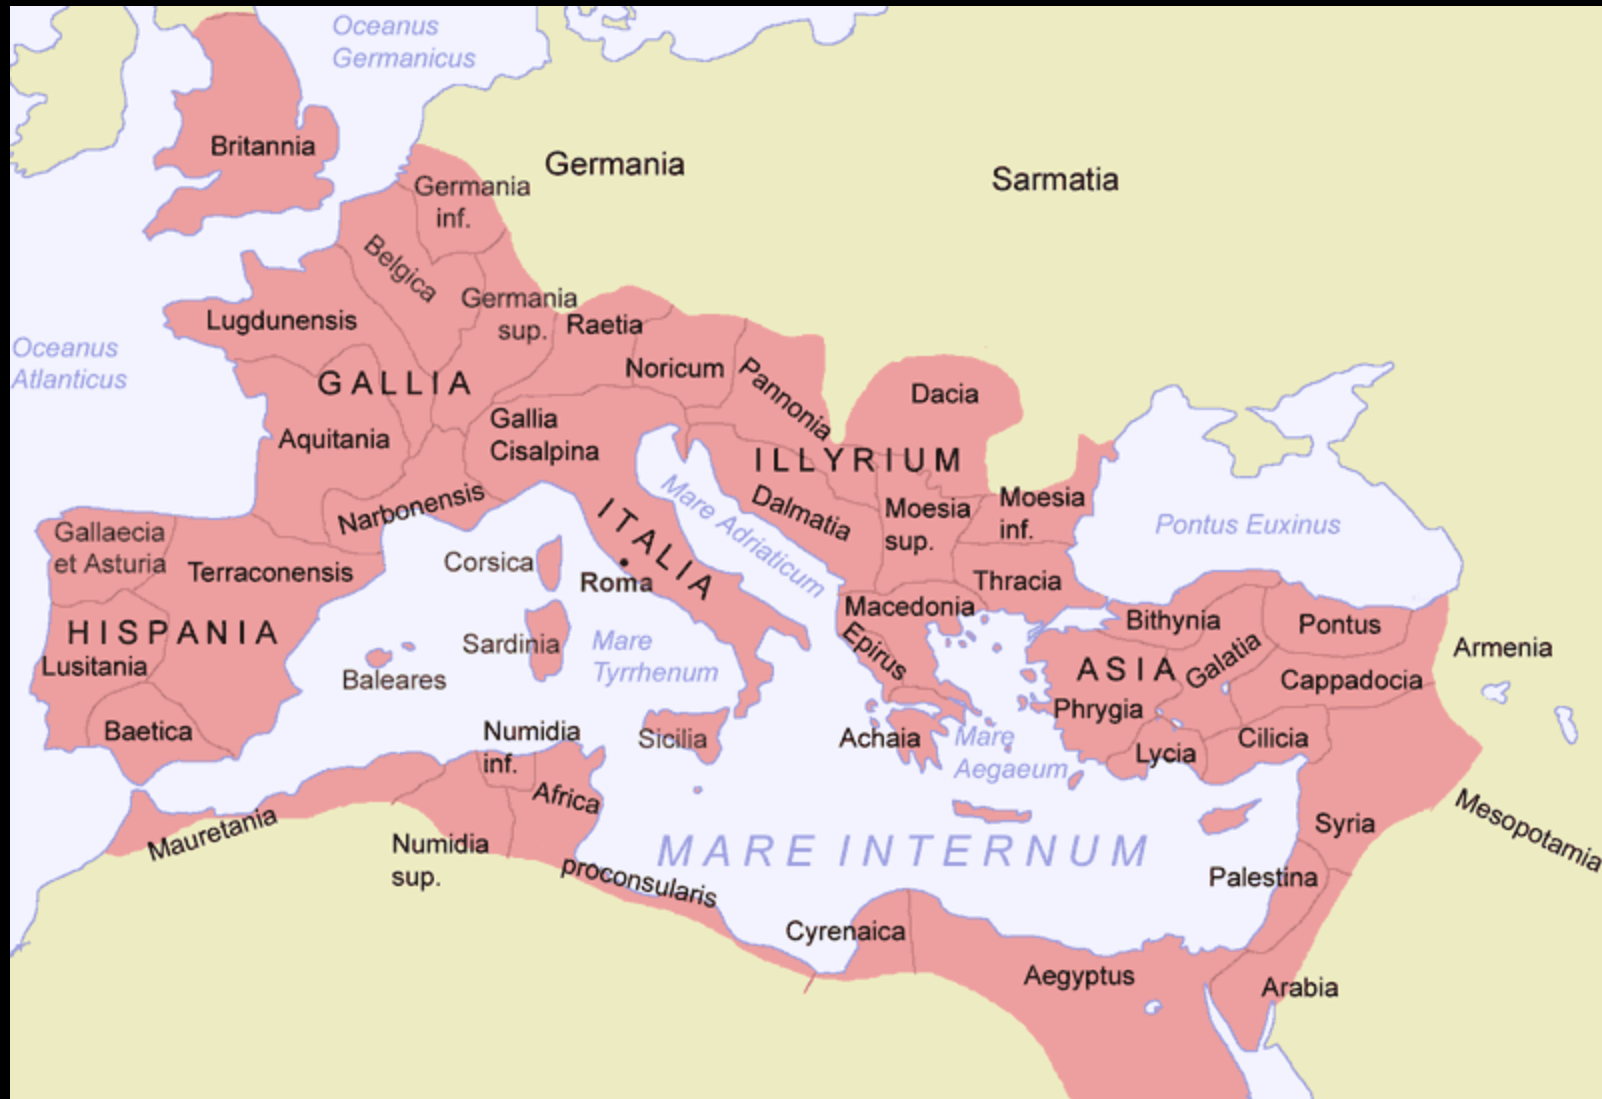 Oceanus
Germanicus
Britannia
Germania
Sarmatia
Germania
inf.
Belgica
Germania
sup.
Lugdunensis
Raetia
Oceanus
Atlanticus
GALLIA
Noricum
Pannonia
Dacia
Gallia
Cisalpina
Aquitania
ILLYRIUM
Narbonensis
Mare Adriaticum
Dalmatia
Moesia
sup.
Moesia
inf.
Pontus Euxinus
Gallaecia
et Asturia
Terraconensis
Corsica
ITALIA
Roma
Thracia
Macedonia
Bithynia
Pontus
HISPANIA
Lusitania
Sardinia
Mare
Tyrrhenum
Epirus
ASIA
Galatia
Armenia
Baleares
Cappadocia
Phrygia
Baetica
Numidia
inf.
Sicilia
Achaia
Mare
Aegaeum
Lycia
Cilicia
Africa
Mauretania
Numidia
sup.
MARE INTERNUM
Syria
Mesopotamia
proconsularis
Palestina
Cyrenaica
Aegyptus
Arabia